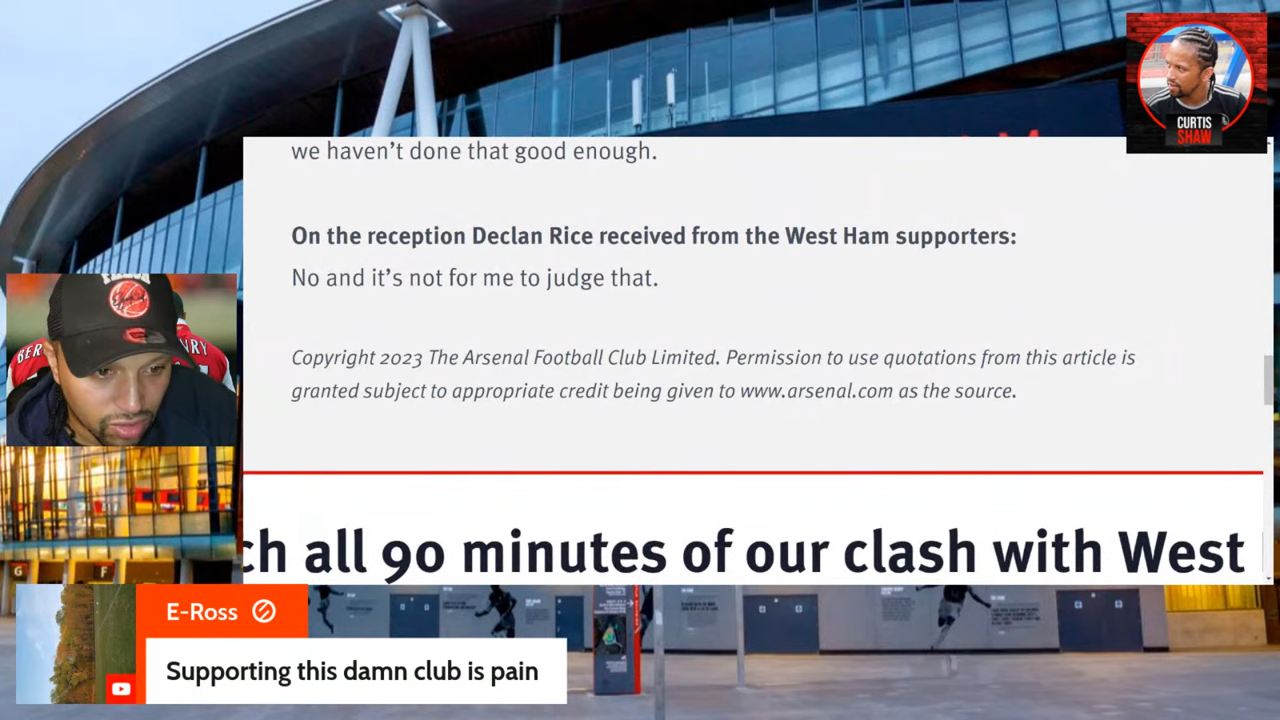 CURTIS
SHAW
we haven't done that good enough.
On the reception Declan Rice received from the West Ham supporters:
No and it's not for me to judge that.
Copyright 2023 The Arsenal Football Club Limited. Permission to use quotations from this article is
granted subject to appropriate credit being given to www.arsenal.com as the source.
ch all 90 minutes of our clash with West
BER
NRY
G
F
E-Ross
Supporting this damn club is pain